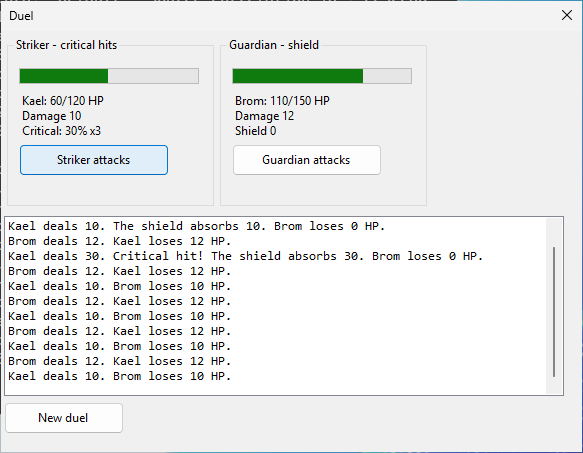 Duel
Striker - critical hits
Kael: 60/120 HP
Damage 10
Critical: 30% x3
Striker attacks
Guardian - shield
Brom: 110/150 HP
Damage 12
Shield 0
Guardian attacks
Kael deals 10. The shield absorbs 10. Brom loses 0 HP.
Brom deals 12. Kael loses 12 HP.
Kael deals 30. Critical hit! The shield absorbs 30. Brom loses 0 HP.
Brom deals 12. Kael loses 12 HP.
Kael deals 10. Brom loses 10 HP.
Brom deals 12. Kael loses 12 HP.
Kael deals 10. Brom loses 10 HP.
Brom deals 12. Kael loses 12 HP.
Kael deals 10. Brom loses 10 HP.
Brom deals 12. Kael loses 12 HP.
Kael deals 10. Brom loses 10 HP.
New duel